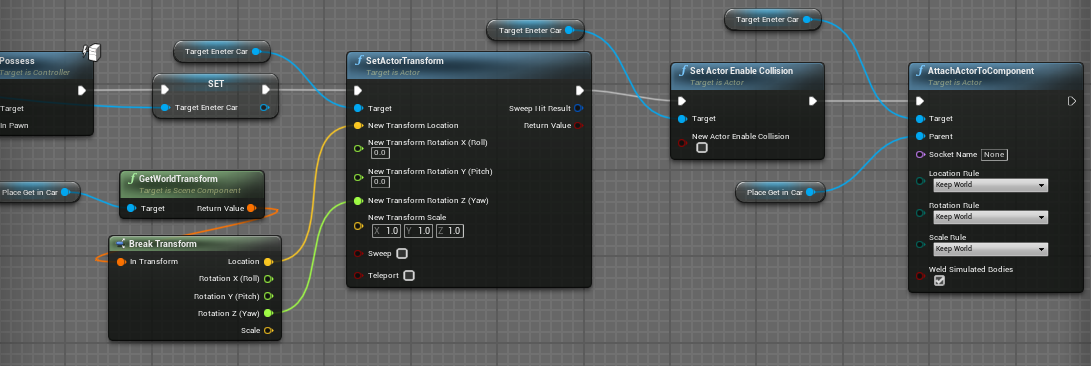 Possess
Target is Controller
Target
In Pawn
Target Eneter Car
SET
Target Eneter Car
Place Get in Car
GetWorldTransform
Target is Scene Component
Target
Return Value
Break Transform
In Transform
Location
Rotation X (Roll)
Rotation Y (Pitch)
Rotation Z (Yaw)
Scale
SetActorTransform
Target is Actor
Target
Sweep Hit Result
New Transform Location
Return Value
New Transform Rotation X (Roll)
0.0
New Transform Rotation Y (Pitch)
0.0
New Transform Rotation Z (Yaw)
New Transform Scale
X 1.0 Y 1.0 Z 1.0
Sweep
Teleport
Target Eneter Car
Set Actor Enable Collision
Target is Actor
Target
New Actor Enable Collision
Target Eneter Car
Place Get in Car
AttachActorToComponent
Target is Actor
Target
Parent
Socket Name None
Location Rule
Keep World
Rotation Rule
Keep World
Scale Rule
Keep World
Weld Simulated Bodies